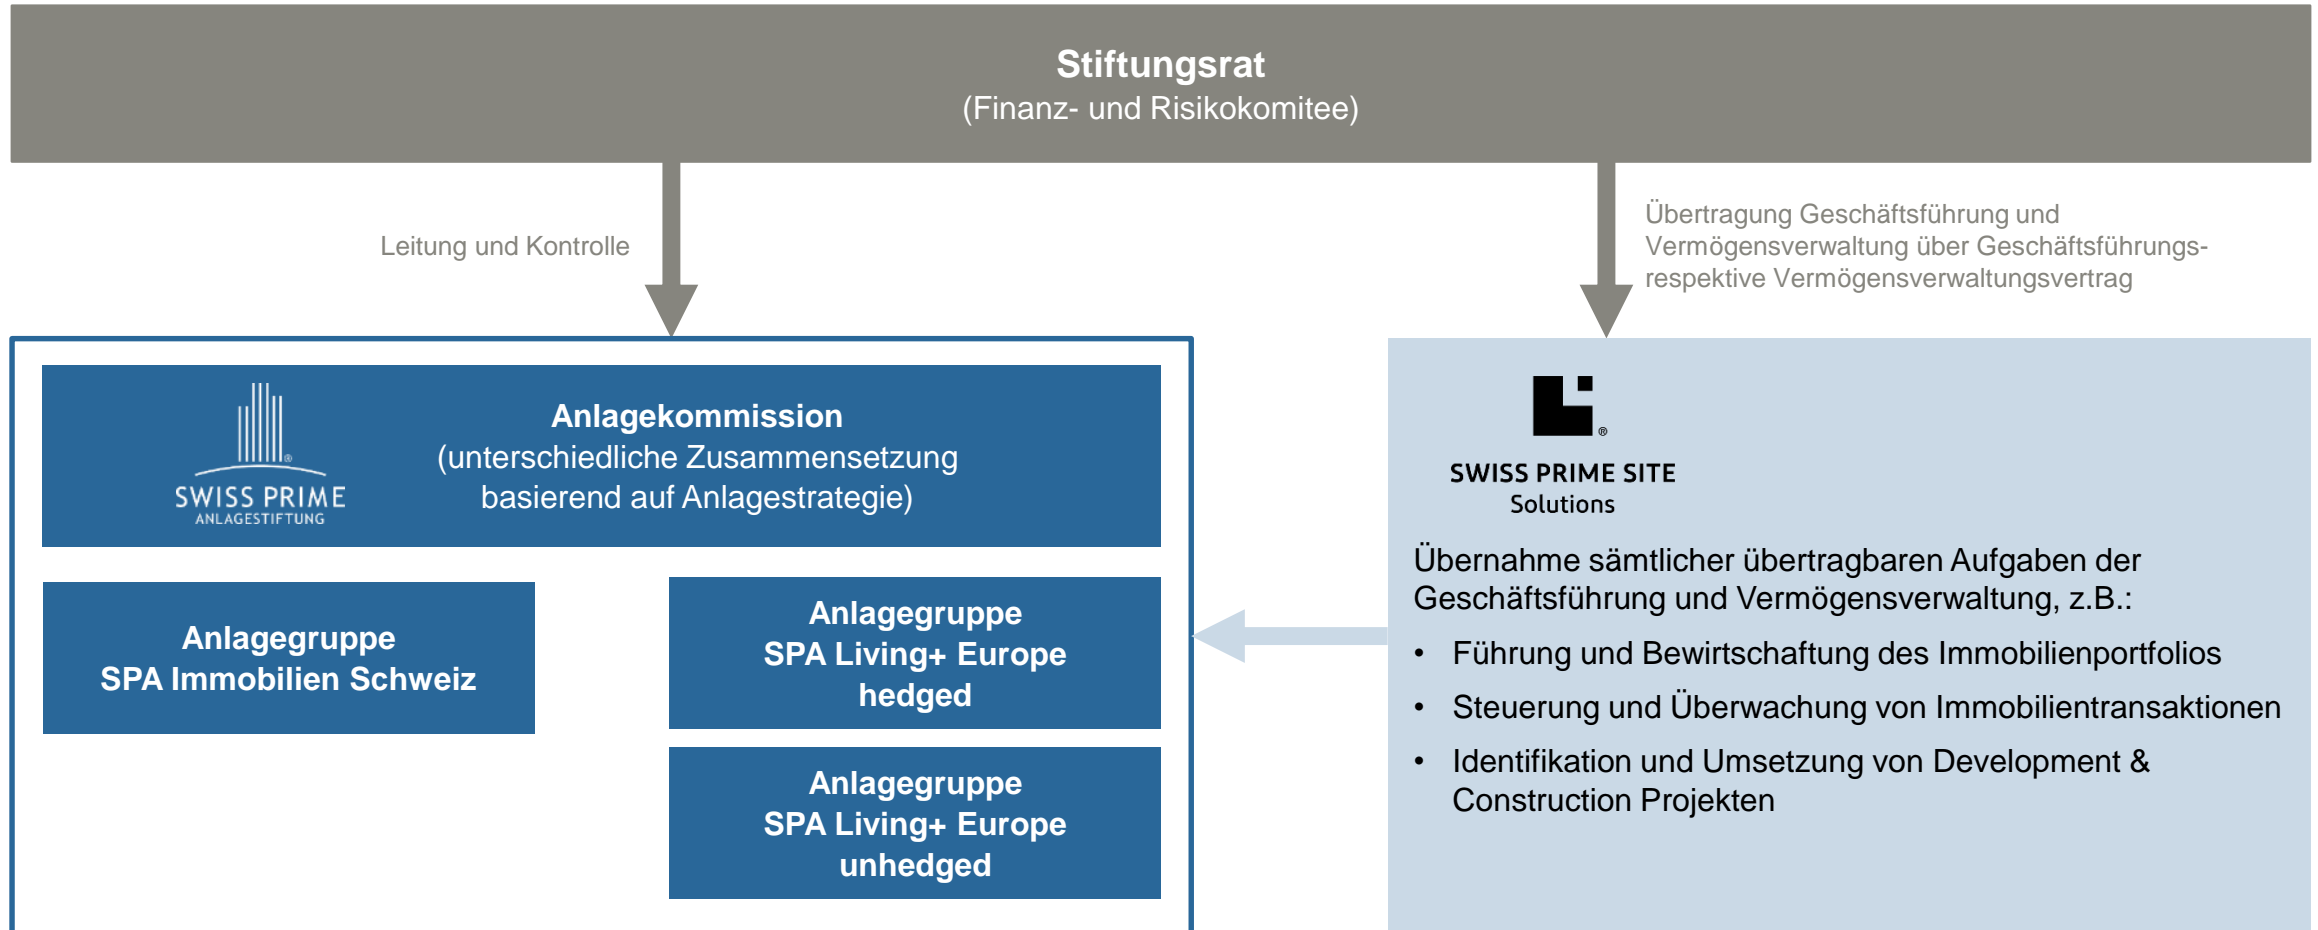 Stiftungsrat
(Finanz- und Risikokomitee)
Leitung und Kontrolle
Übertragung Geschäftsführung und
Vermögensverwaltung über Geschäftsführungs-
respektive Vermögensverwaltungsvertrag
SWISS PRIME
ANLAGESTIFTUNG
®
Anlagekommission
(unterschiedliche Zusammensetzung
basierend auf Anlagestrategie)
Anlagegruppe
SPA Immobilien Schweiz
Anlagegruppe
SPA Living+ Europe
hedged
Anlagegruppe
SPA Living+ Europe
unhedged
®
SWISS PRIME SITE
Solutions
Übernahme sämtlicher übertragbaren Aufgaben der
Geschäftsführung und Vermögensverwaltung, z.B.:
• Führung und Bewirtschaftung des Immobilienportfolios
• Steuerung und Überwachung von Immobilientransaktionen
• Identifikation und Umsetzung von Development &
Construction Projekten